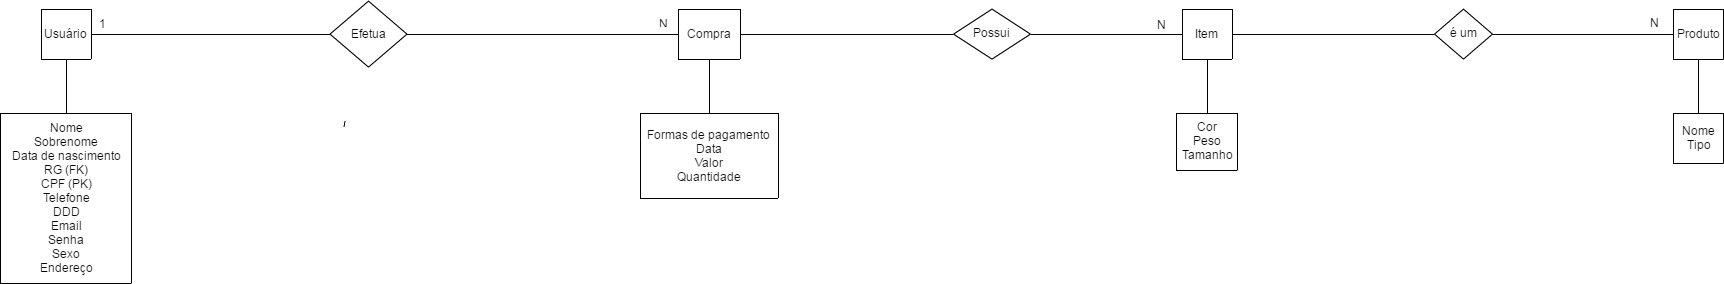 Usuário
1
Efetua
N
Compra
Possui
N
Item
é um
N
Produto
Nome
Sobrenome
Data de nascimento
RG (FK)
CPF (PK)
Telefone
DDD
Email
Senha
Sexo
Endereço
Formas de pagamento
Data
Valor
Quantidade
Cor
Peso
Tamanho
Nome
Tipo